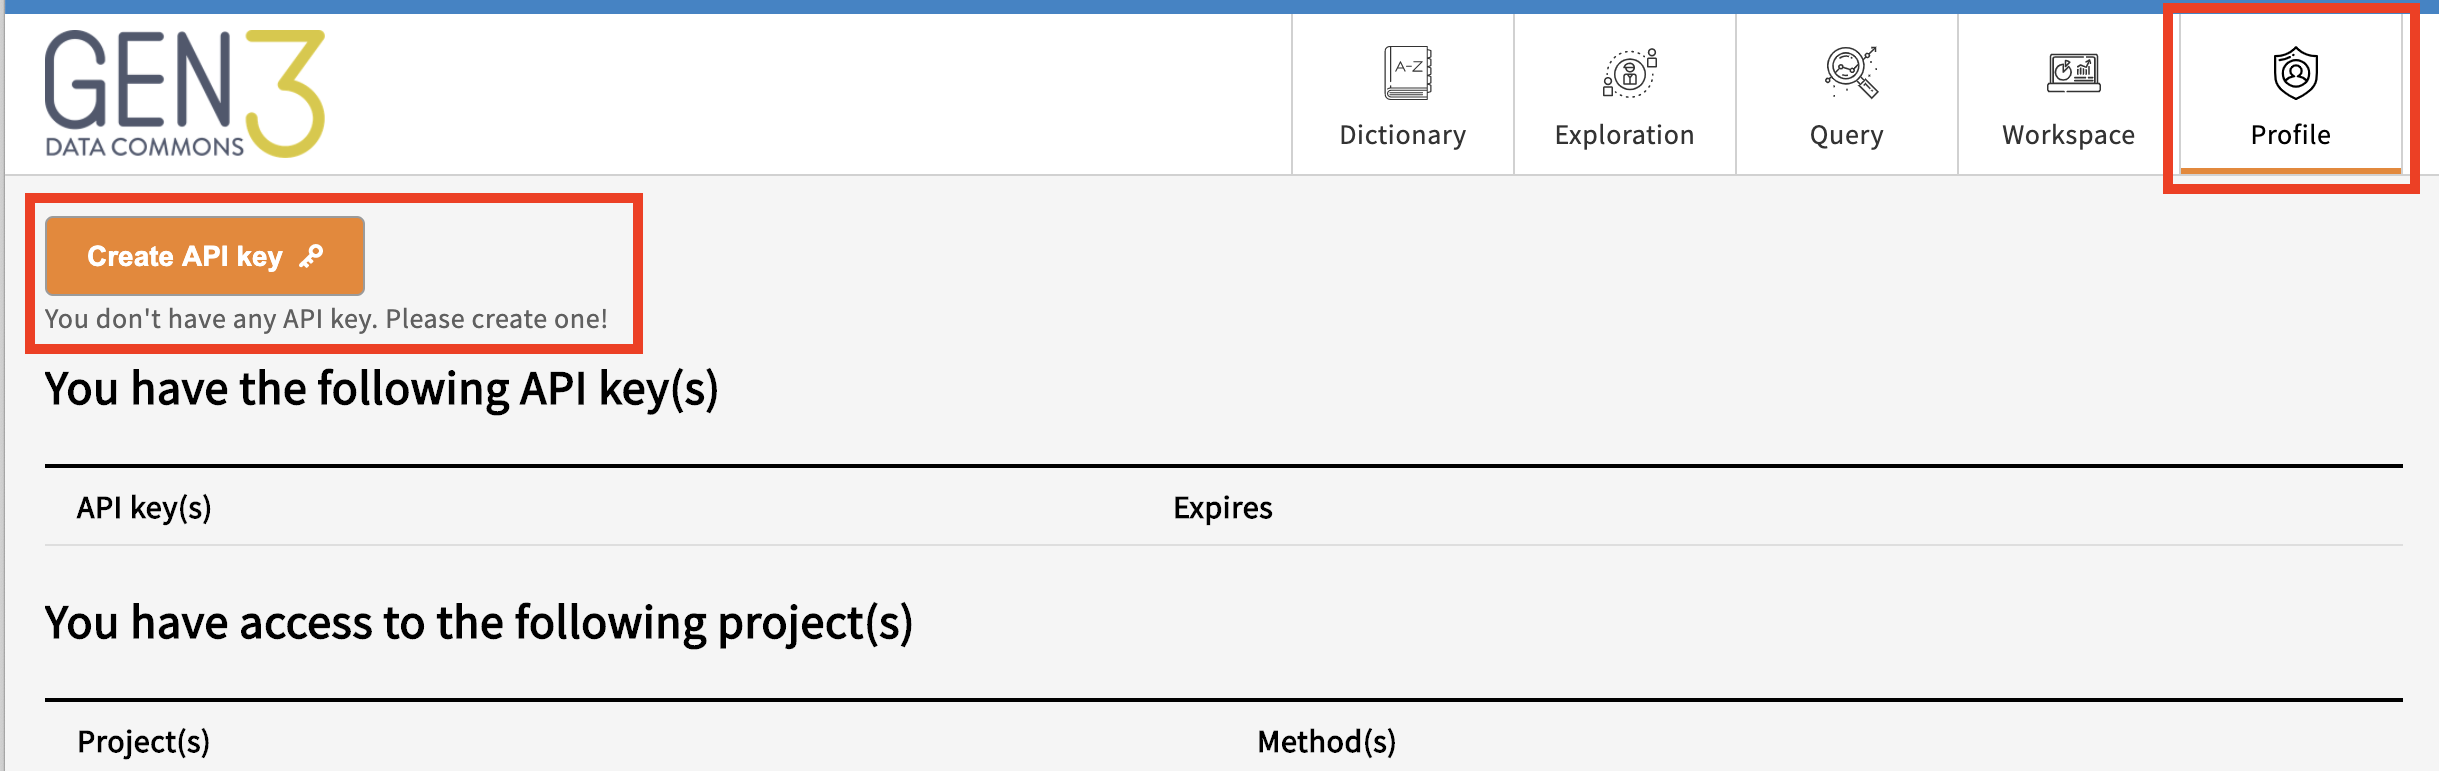 GEN3
DATA COMMONS
A-Z
Dictionary
Exploration
Query
Workspace
Profile
Create API key
You don't have any API key. Please create one!
You have the following API key(s)
API key(s) Expires
You have access to the following project(s)
Project(s) Method(s)